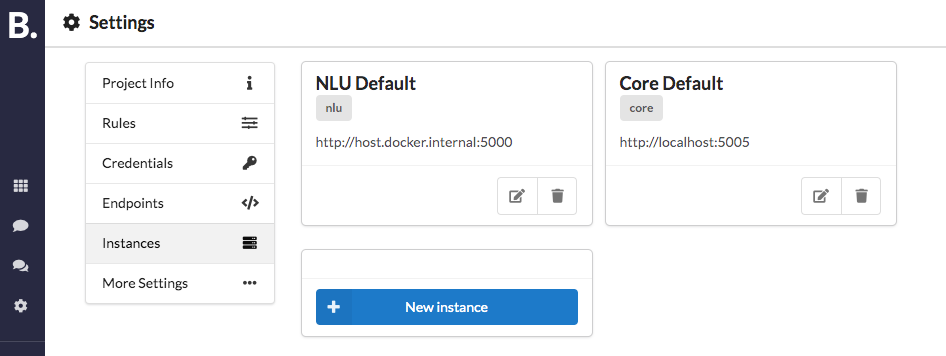 B.
Settings
Project Info
Rules
Credentials
Endpoints
Instances
More Settings
NLU Default
nlu
http://host.docker.internal:5000
Core Default
core
http://localhost:5005
New instance